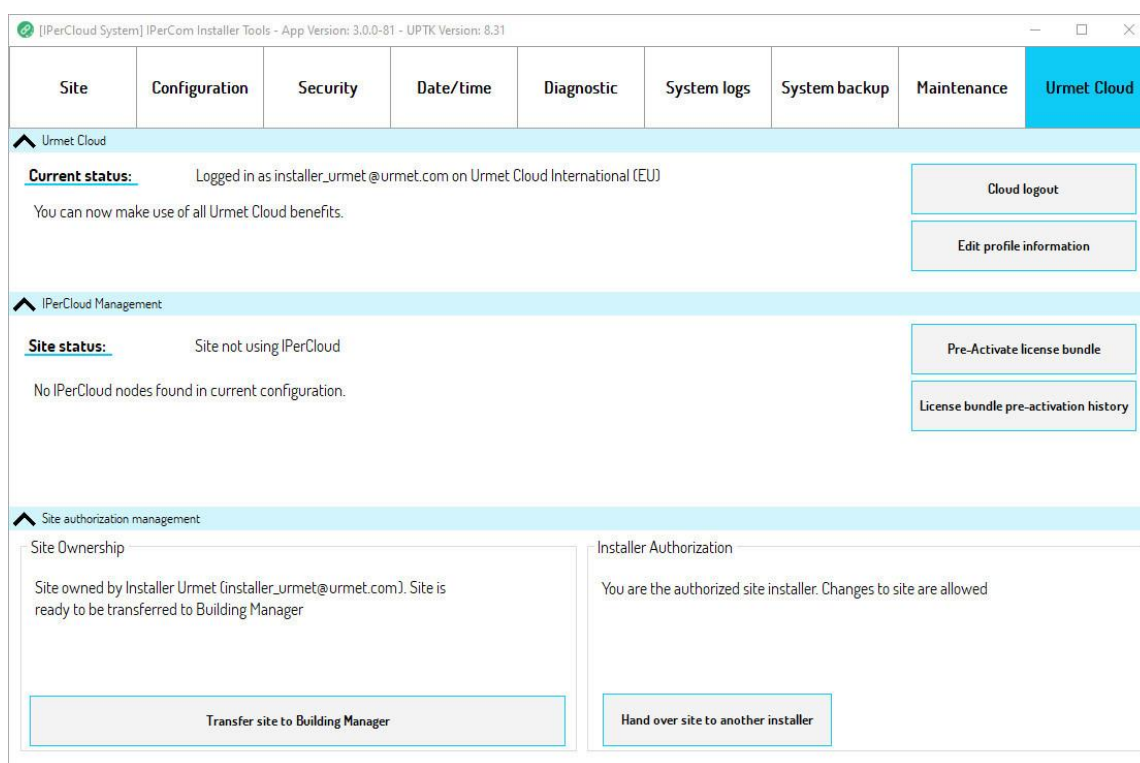 [IPerCloud System] IPerCom Installer Tools - App Version: 3.0.0-81 - UPTK Version: 8.31
Site Configuration Security Date/time Diagnostic System logs System backup Maintenance Urmet Cloud
Urmet Cloud
Current status: Logged in as installer_urmet @urmet.com on Urmet Cloud International (EU)
Cloud logout
You can now make use of all Urmet Cloud benefits.
Edit profile information
IPerCloud Management
Site status: Site not using IPerCloud
Pre-Activate license bundle
No IPerCloud nodes found in current configuration.
License bundle pre-activation history
Site authorization management
Site Ownership
Site owned by Installer Urmet (installer_urmet@urmet.com). Site is
ready to be transferred to Building Manager
Transfer site to Building Manager
Installer Authorization
You are the authorized site installer. Changes to site are allowed
Hand over site to another installer